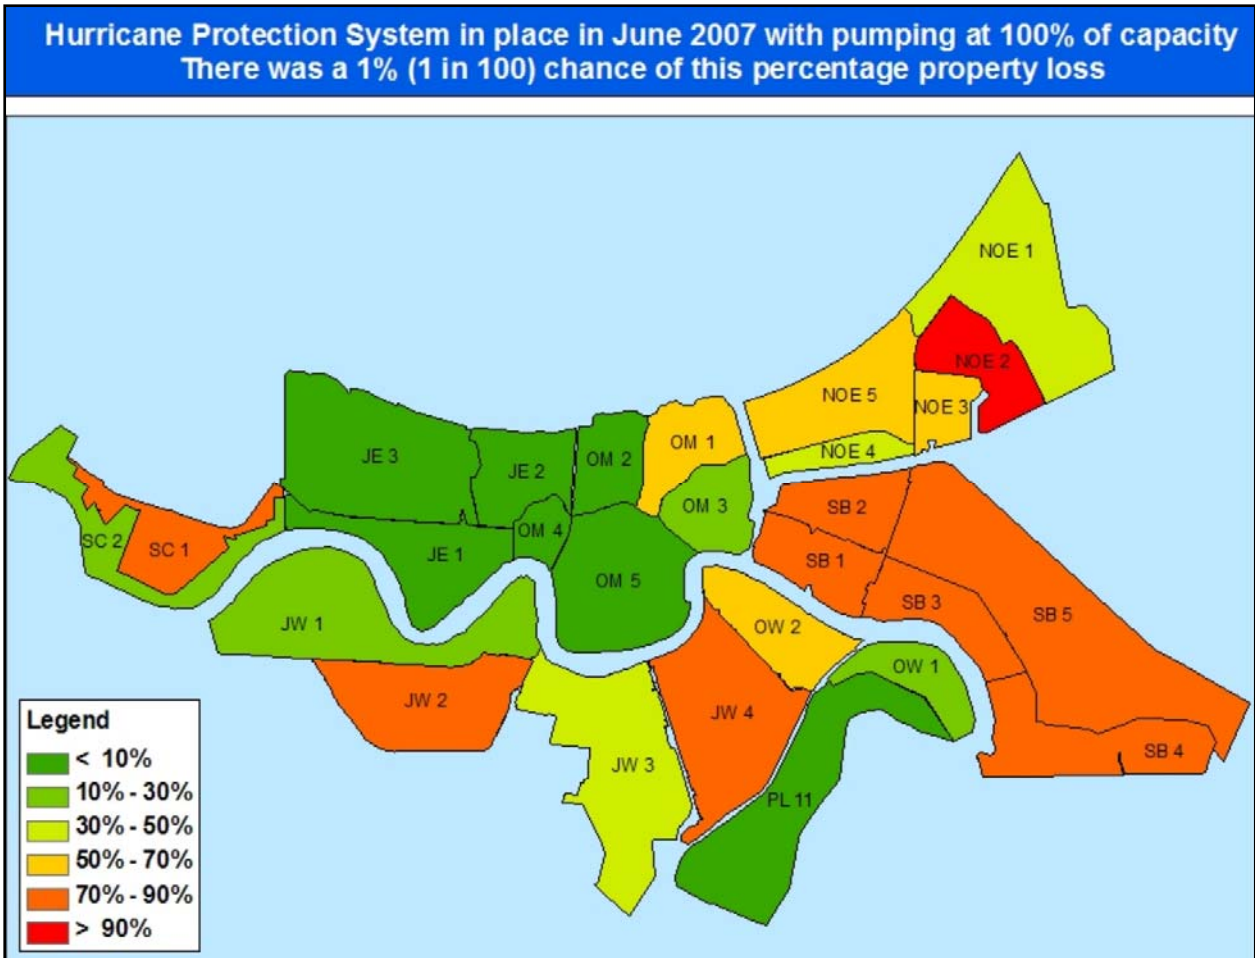 Hurricane Protection System in place in June 2007 with pumping at 100% of capacity
There was a 1% (1 in 100) chance of this percentage property loss
NOE 1
NOE 2
NOE 5
NOE 3
OM 1
NOE 4
JE 3
JE 2
OM 2
OM 3
SB 2
OM 4
SC 2
SC 1
JE 1
SB 1
OM 5
SB 3
SB 5
JW 1
OW 2
OW 1
JW 2
JW 4
SB 4
JW 3
PL 11
Legend
< 10%
10% - 30%
30% - 50%
50% - 70%
70% - 90%
> 90%